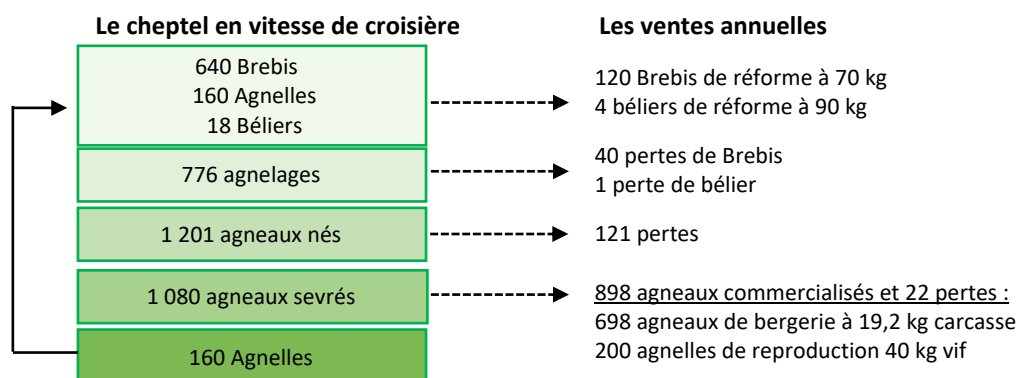 Le cheptel en vitesse de croisière
640 Brebis
160 Agnelles
18 Béliers
776 agnelages
1 201 agneaux nés
1 080 agneaux sevrés
160 Agnelles
Les ventes annuelles
120 Brebis de réforme à 70 kg
4 béliers de réforme à 90 kg
40 pertes de Brebis
1 perte de bélier
121 pertes
898 agneaux commercialisés et 22 pertes :
698 agneaux de bergerie à 19,2 kg carcasse
200 agnelles de reproduction 40 kg vif